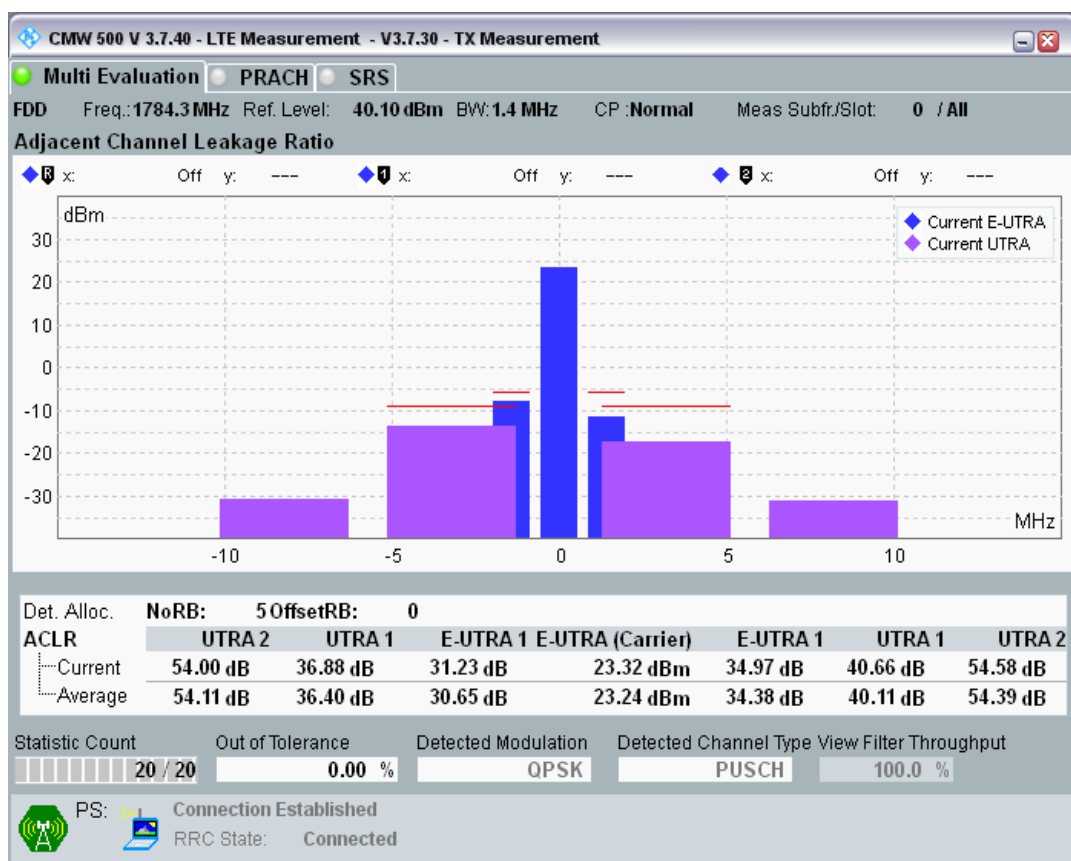 CMW 500 V 3.7.40 - LTE Measurement - V3.7.30 - TX Measurement
Multi Evaluation PRACH SRS
FDD Freq.: 1784.3 MHz Ref. Level: 40.10 dBm BW: 1.4 MHz CP :Normal Meas Subfr./Slot: 0 / All
Adjacent Channel Leakage Ratio
R x: Off y: --- 1 x: Off y: --- 2 x: Off y: ---
dBm
Current E-UTRA
Current UTRA
30
20
10
0
-10
-20
-30
MHz
-10 -5 0 5 10
Det. Alloc. NoRB: 5 OffsetRB: 0
ACLR UTRA 2 UTRA 1 E-UTRA 1 E-UTRA (Carrier) E-UTRA 1 UTRA 1 UTRA 2
Current 54.00 dB 36.88 dB 31.23 dB 23.32 dBm 34.97 dB 40.66 dB 54.58 dB
Average 54.11 dB 36.40 dB 30.65 dB 23.24 dBm 34.38 dB 40.11 dB 54.39 dB
Statistic Count Out of Tolerance Detected Modulation Detected Channel Type View Filter Throughput
20 / 20 0.00 % QPSK PUSCH 100.0 %
PS: Connection Established
RRC State: Connected